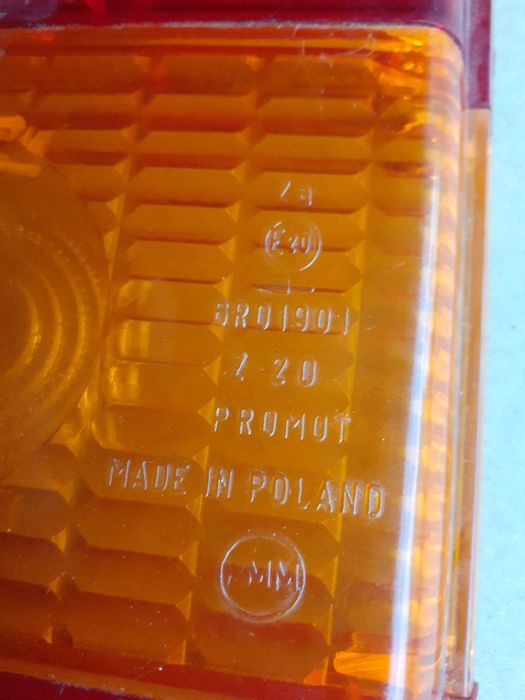 2a
E20
6R01901
Z-20
PROMOT
MADE IN POLAND